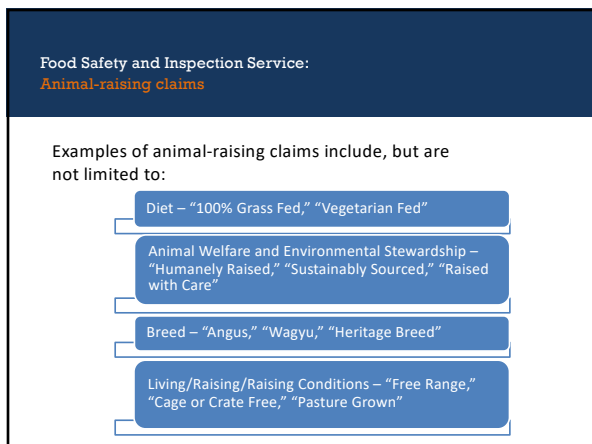 Food Safety and Inspection Service:
Animal-raising claims
Examples of animal-raising claims include, but are
not limited to:
Diet – “100% Grass Fed,” “Vegetarian Fed”
Animal Welfare and Environmental Stewardship –
“Humanely Raised,” “Sustainably Sourced,” “Raised
with Care”
Breed – “Angus,” “Wagyu,” “Heritage Breed”
Living/Raising/Raising Conditions – “Free Range,”
“Cage or Crate Free,” “Pasture Grown”